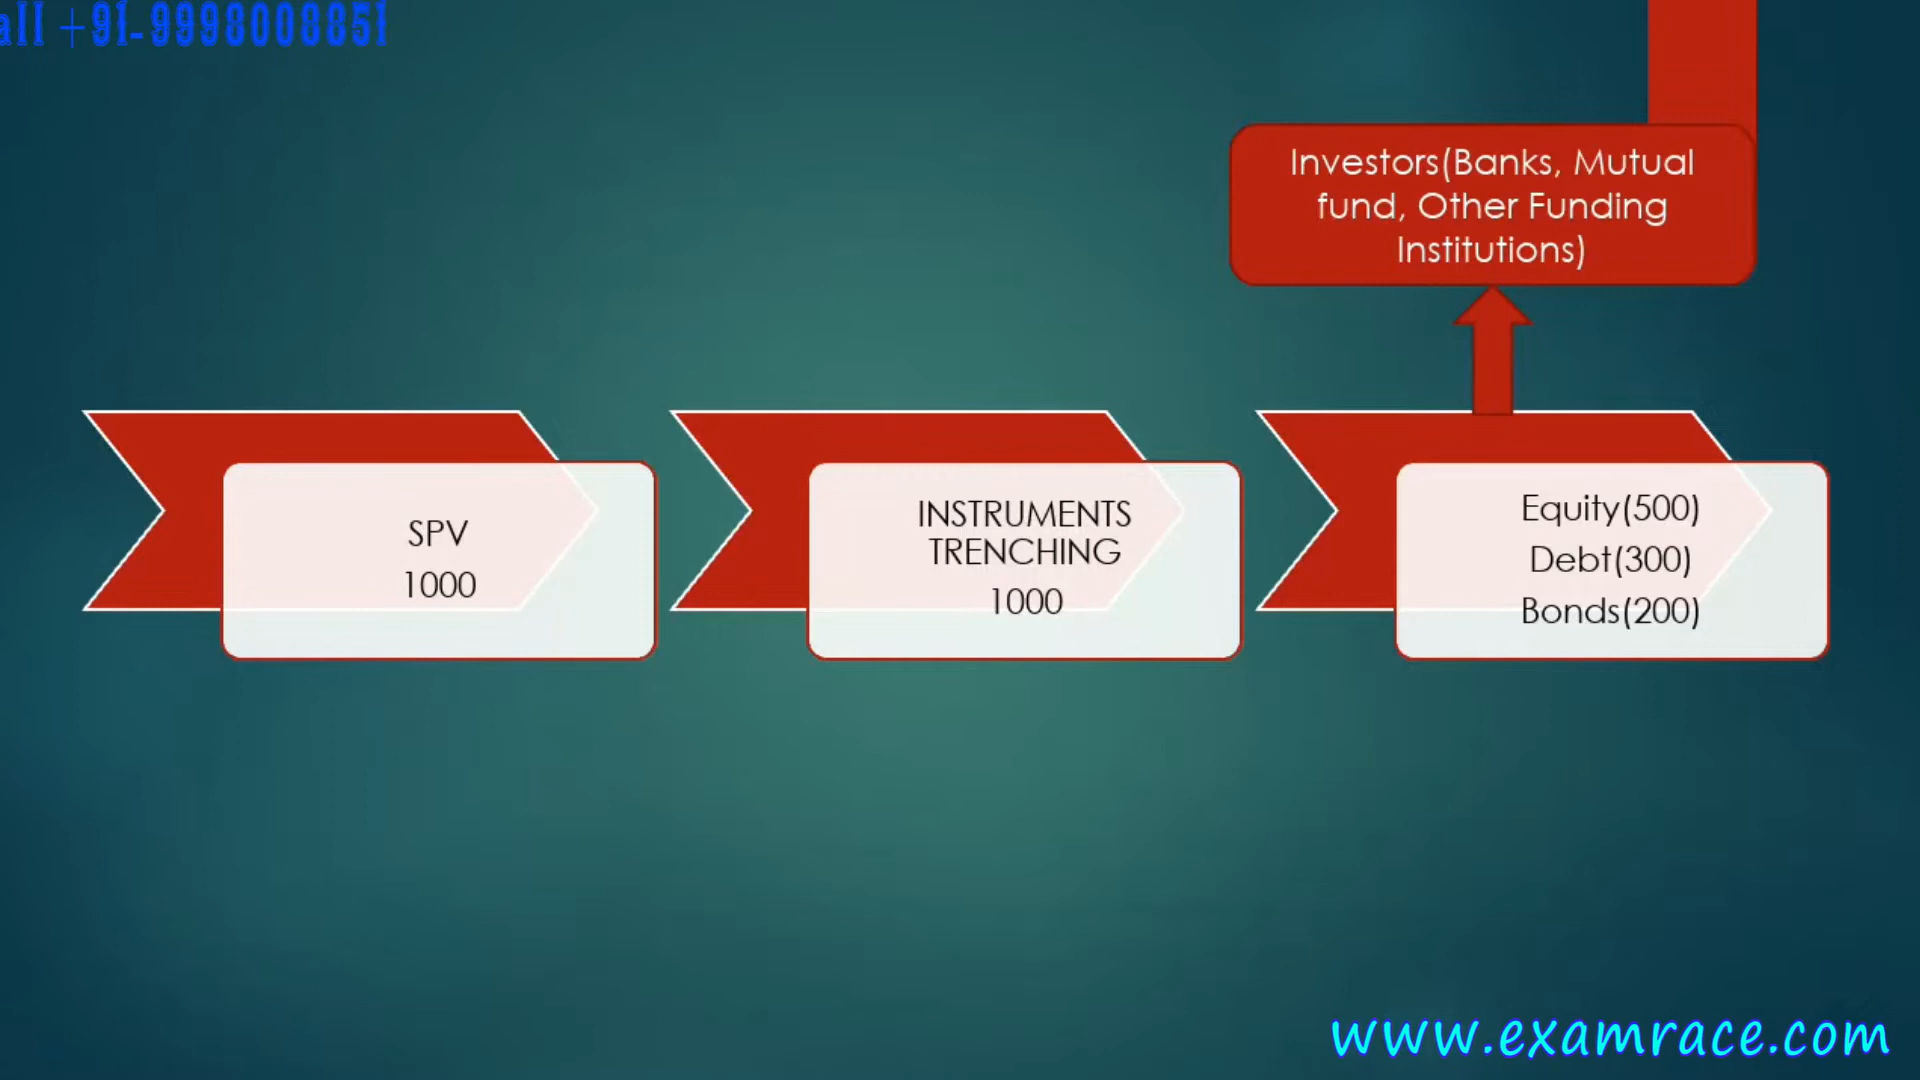 all +91-9998008851
Investors(Banks, Mutual
fund, Other Funding
Institutions)
SPV
1000
INSTRUMENTS
TRENCHING
1000
Equity(500)
Debt(300)
Bonds(200)
www.examrace.com